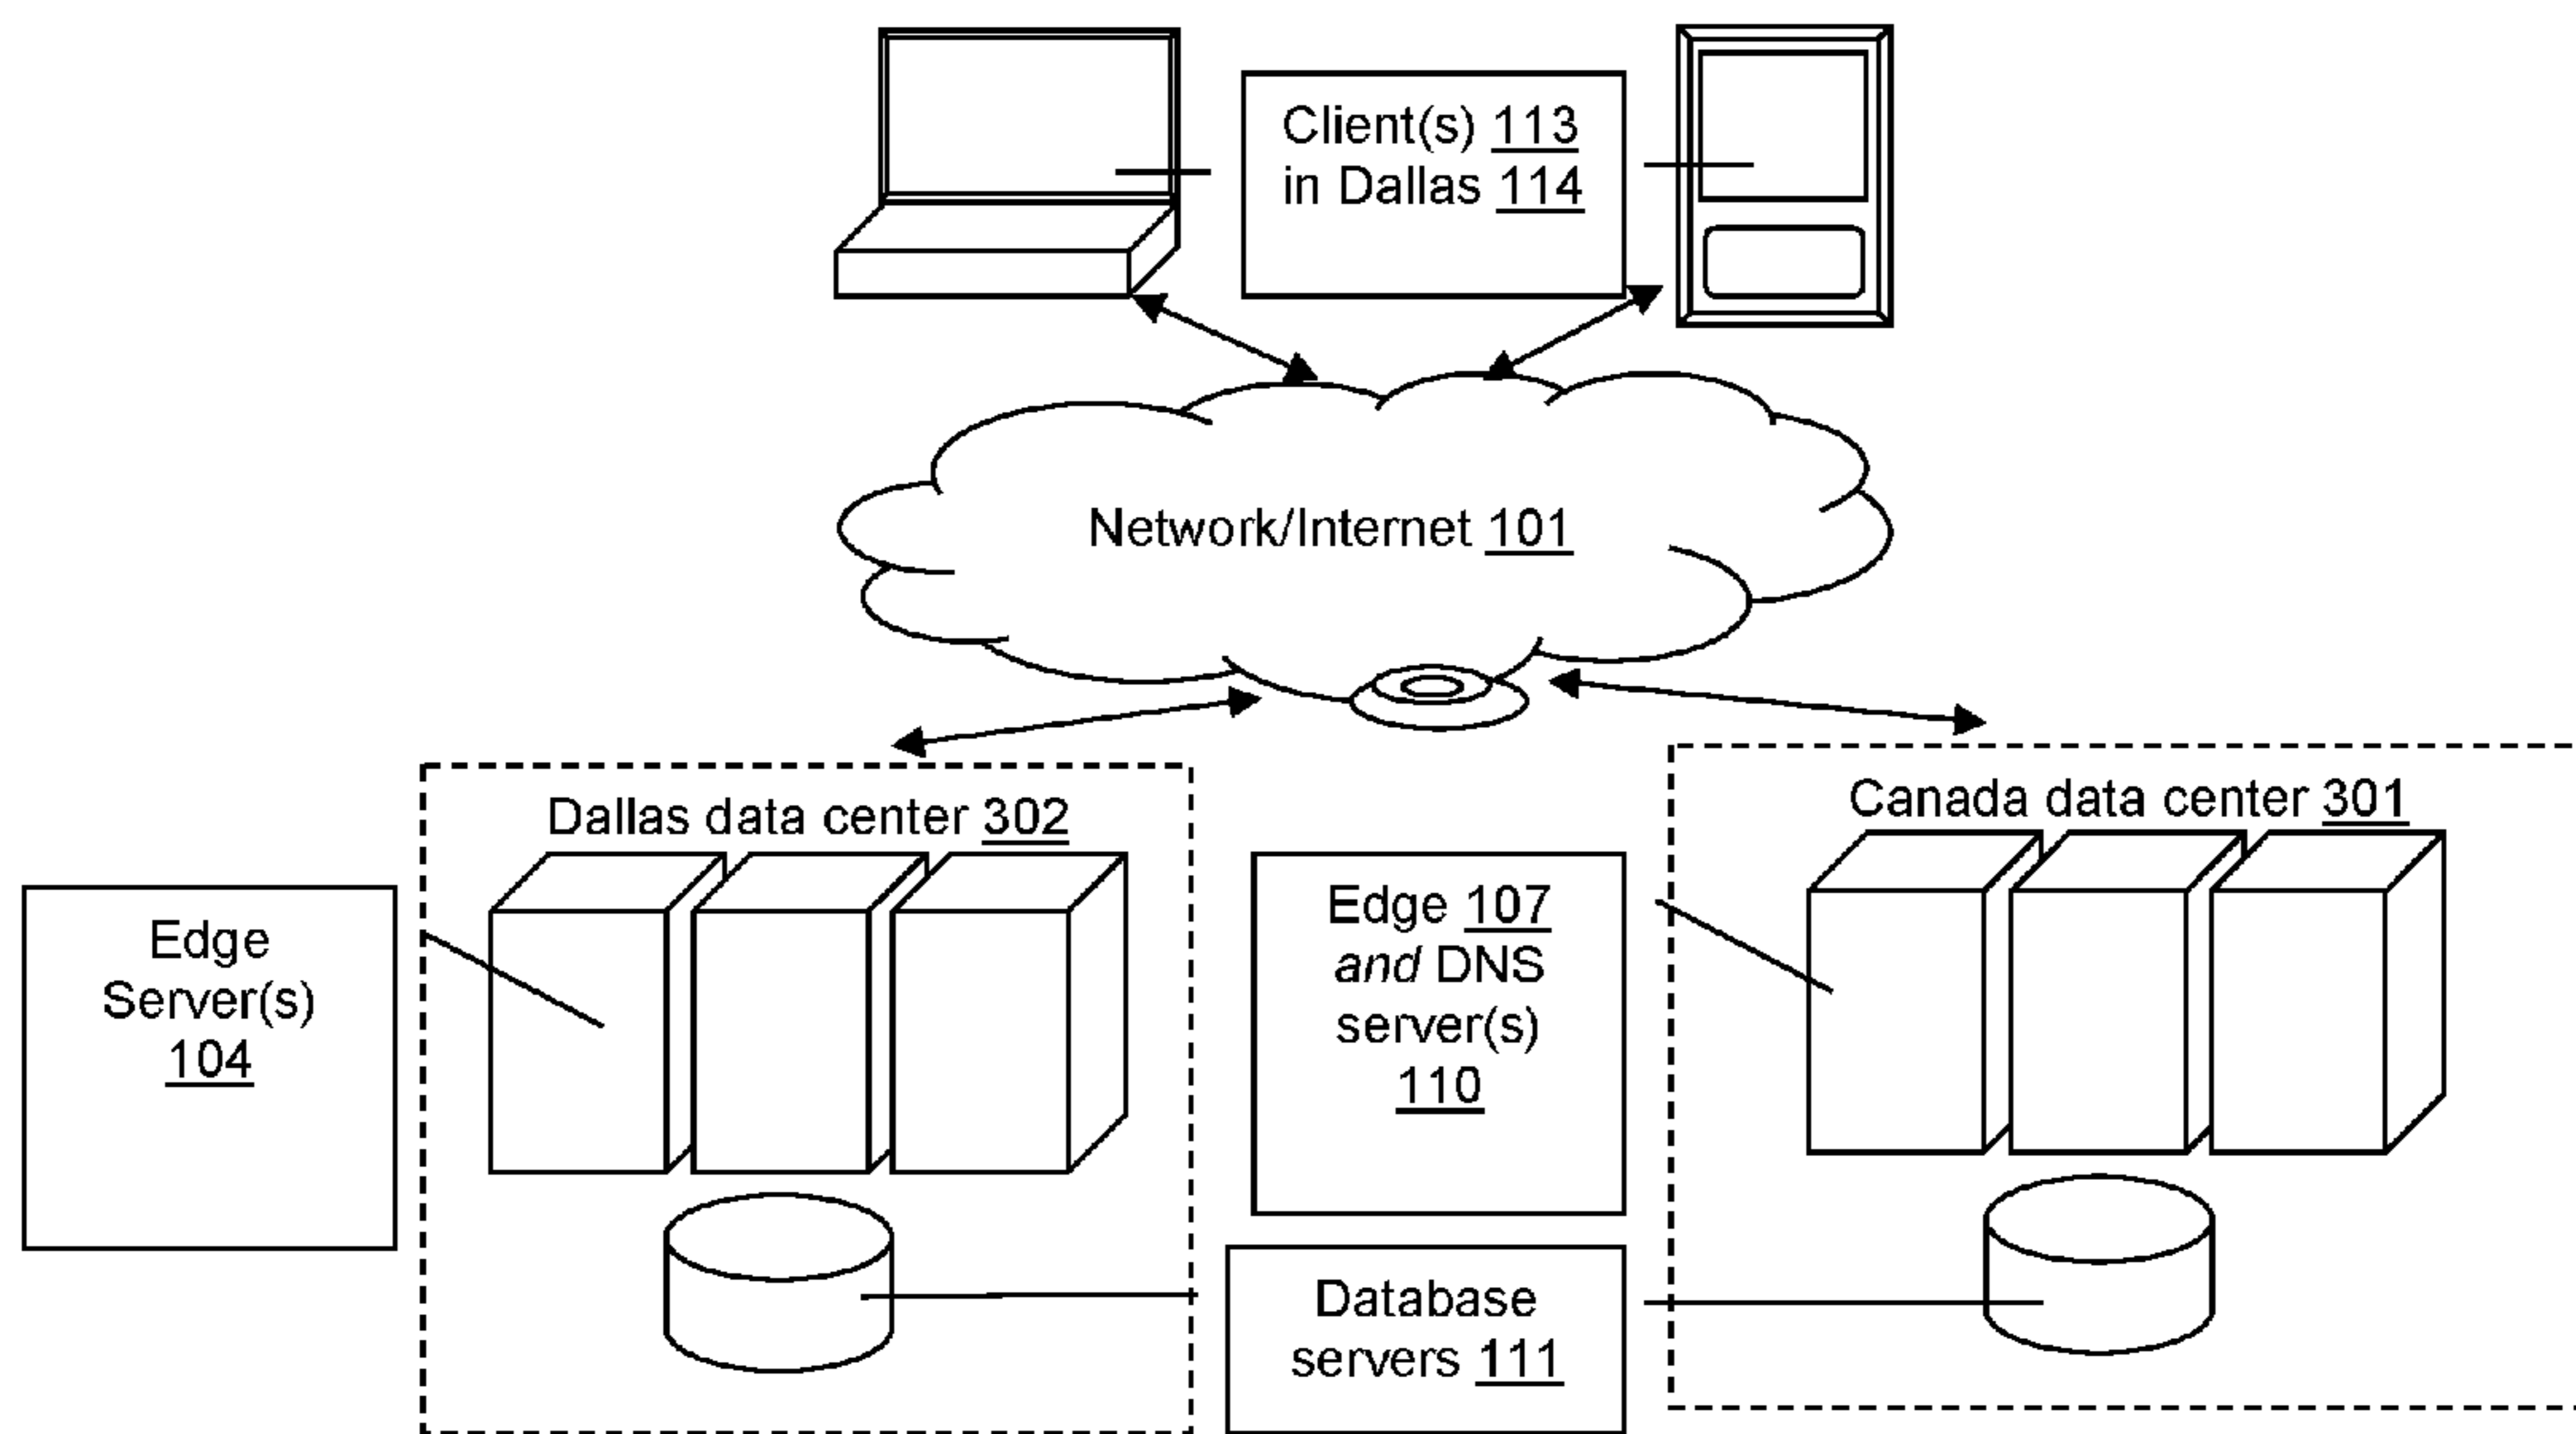 Client(s) 113
in Dallas 114
Network/Internet 101
Dallas data center 302
Canada data center 301
Edge
Server(s)
104
Edge 107
and DNS
server(s)
110
Database
servers 111